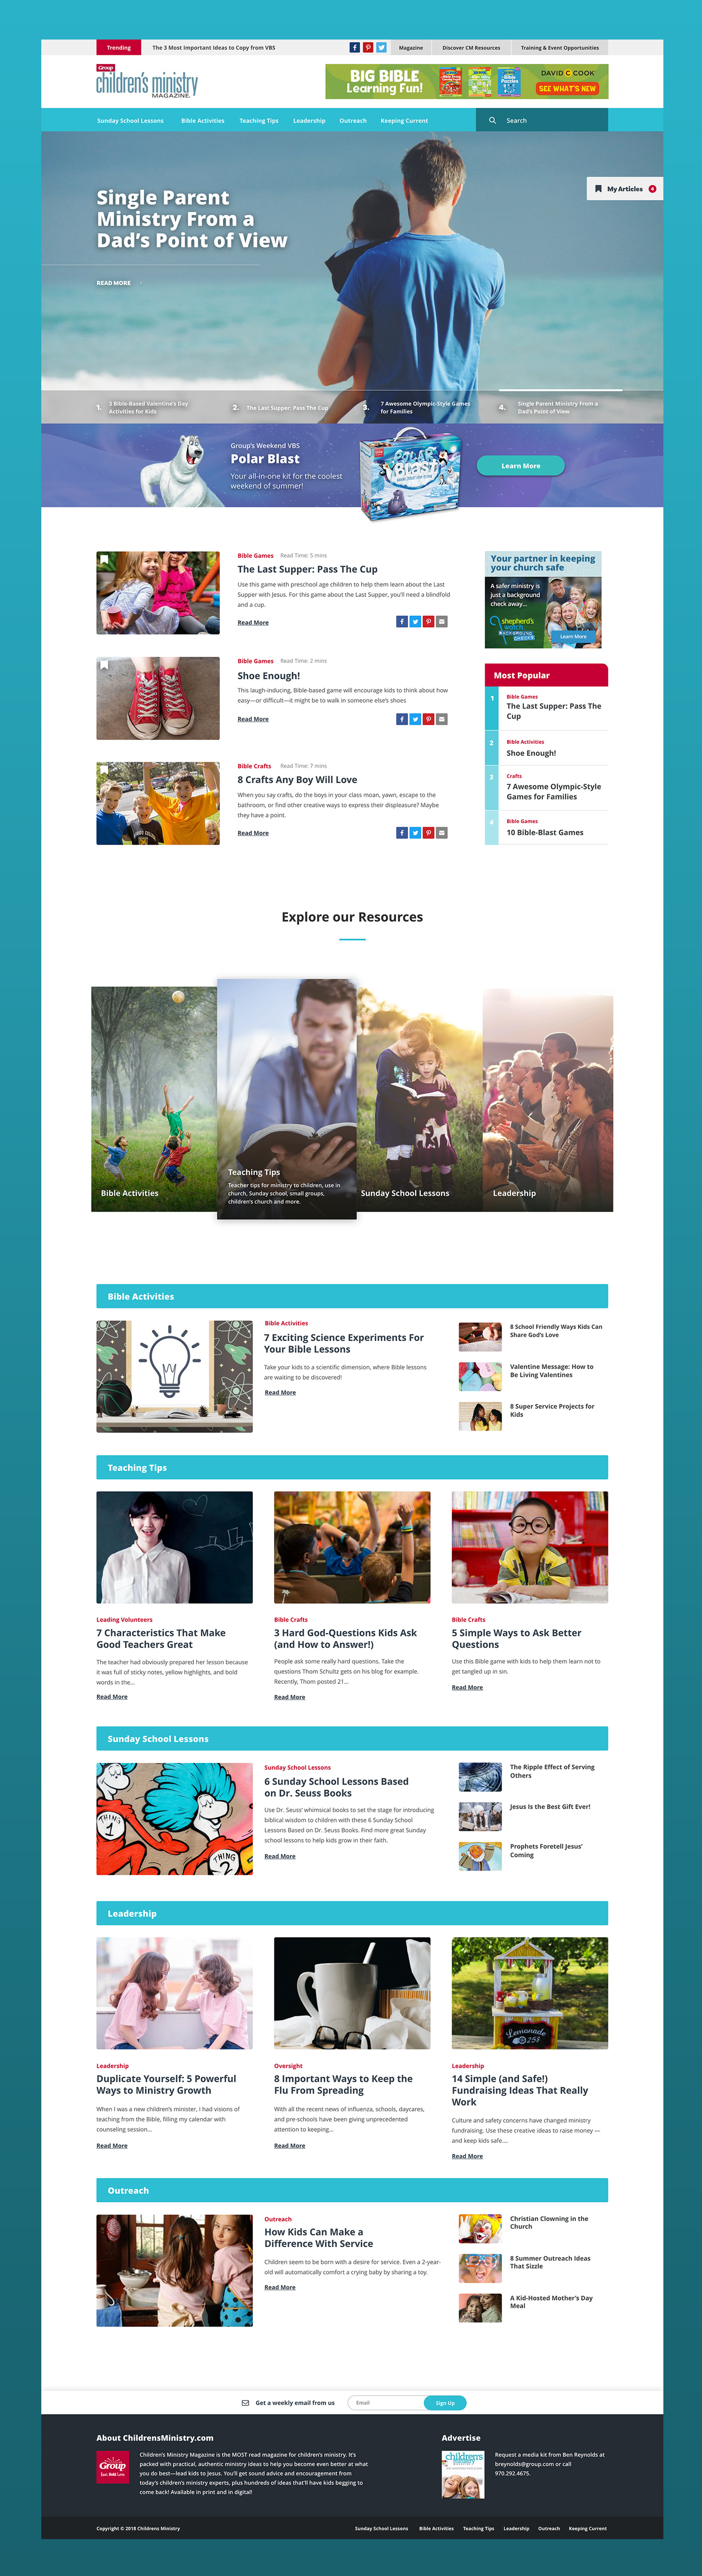 Trending
The 3 Most Important Ideas to Copy from VBS
Magazine
Discover CM Resources
Training & Event Opportunities
Group
children's ministry
MAGAZINE
BIG BIBLE
Learning Fun!
DAVID C COOK
SEE WHAT'S NEW
Sunday School Lessons
Bible Activities
Teaching Tips
Leadership
Outreach
Keeping Current
Search
My Articles 4
Single Parent
Ministry From a
Dad's Point of View
READ MORE
1. 3 Bible-Based Valentine's Day
Activities for Kids
2. The Last Supper: Pass The Cup
3. 7 Awesome Olympic-Style Games
for Families
4. Single Parent Ministry From a
Dad's Point of View
Group's Weekend VBS
Polar Blast
Your all-in-one kit for the coolest
weekend of summer!
POLAR
BLAST
Learn More
Bible Games Read Time: 5 mins
The Last Supper: Pass The Cup
Use this game with preschool age children to help them learn about the Last
Supper with Jesus. For this game about the Last Supper, you'll need a blindfold
and a cup.
Read More
Bible Games Read Time: 2 mins
Shoe Enough!
This laugh-inducing, Bible-based game will encourage kids to think about how
easy—or difficult—it might be to walk in someone else's shoes
Read More
Bible Crafts Read Time: 7 mins
8 Crafts Any Boy Will Love
When you say crafts, do the boys in your class moan, yawn, escape to the
bathroom, or find other creative ways to express their displeasure? Maybe
they have a point.
Read More
Your partner in keeping
your church safe
A safer ministry is
just a background
check away...
shepherd's
watch
BACKGROUND
CHECKS
Learn More
Most Popular
1
Bible Games
The Last Supper: Pass The
Cup
2
Bible Activities
Shoe Enough!
3
Crafts
7 Awesome Olympic-Style
Games for Families
4
Bible Games
10 Bible-Blast Games
Explore our Resources
Bible Activities
Teaching Tips
Teacher tips for ministry to children, use in
church, Sunday school, small groups,
children's church and more.
Sunday School Lessons
Leadership
Bible Activities
Bible Activities
7 Exciting Science Experiments For
Your Bible Lessons
Take your kids to a scientific dimension, where Bible lessons
are waiting to be discovered!
Read More
8 School Friendly Ways Kids Can
Share God's Love
Valentine Message: How to
Be Living Valentines
8 Super Service Projects for
Kids
Teaching Tips
Leading Volunteers
7 Characteristics That Make
Good Teachers Great
The teacher had obviously prepared her lesson because
it was full of sticky notes, yellow highlights, and bold
words in the...
Read More
Bible Crafts
3 Hard God-Questions Kids Ask
(and How to Answer!)
People ask some really hard questions. Take the
questions Thom Schultz gets on his blog for example.
Recently, Thom posted 21...
Read More
Bible Crafts
5 Simple Ways to Ask Better
Questions
Use this Bible game with kids to help them learn not to
get tangled up in sin.
Read More
Sunday School Lessons
THING
1
THING
2
Sunday School Lessons
6 Sunday School Lessons Based
on Dr. Seuss Books
Use Dr. Seuss' whimsical books to set the stage for introducing
biblical wisdom to children with these 6 Sunday School
Lessons Based on Dr. Seuss Books. Find more great Sunday
school lessons to help kids grow in their faith.
Read More
The Ripple Effect of Serving
Others
Jesus Is the Best Gift Ever!
Prophets Foretell Jesus'
Coming
Leadership
Leadership
Duplicate Yourself: 5 Powerful
Ways to Ministry Growth
When I was a new children's minister, I had visions of
teaching from the Bible, filling my calendar with
counseling session...
Read More
Oversight
8 Important Ways to Keep the
Flu From Spreading
With all the recent news of influenza, schools, daycares,
and pre-schools have been giving unprecedented
attention to keeping...
Read More
Lemonade
25¢
Leadership
14 Simple (and Safe!)
Fundraising Ideas That Really
Work
Culture and safety concerns have changed ministry
fundraising. Use these creative ideas to raise money —
and keep kids safe....
Read More
Outreach
Outreach
How Kids Can Make a
Difference With Service
Children seem to be born with a desire for service. Even a 2-year-
old will automatically comfort a crying baby by sharing a toy.
Read More
Christian Clowning in the
Church
8 Summer Outreach Ideas
That Sizzle
A Kid-Hosted Mother's Day
Meal
Get a weekly email from us
Email
Sign Up
About ChildrensMinistry.com
Group
Children's Ministry Magazine is the MOST read magazine for children's ministry. It's
packed with practical, authentic ministry ideas to help you become even better at what
you do best—lead kids to Jesus. You'll get sound advice and encouragement from
today's children's ministry experts, plus hundreds of ideas that'll have kids begging to
come back! Available in print and in digital!
Advertise
children's
Request a media kit from Ben Reynolds at
breynolds@group.com or call
970.292.4675.
Copyright © 2018 Childrens Ministry
Sunday School Lessons
Bible Activities
Teaching Tips
Leadership
Outreach
Keeping Current